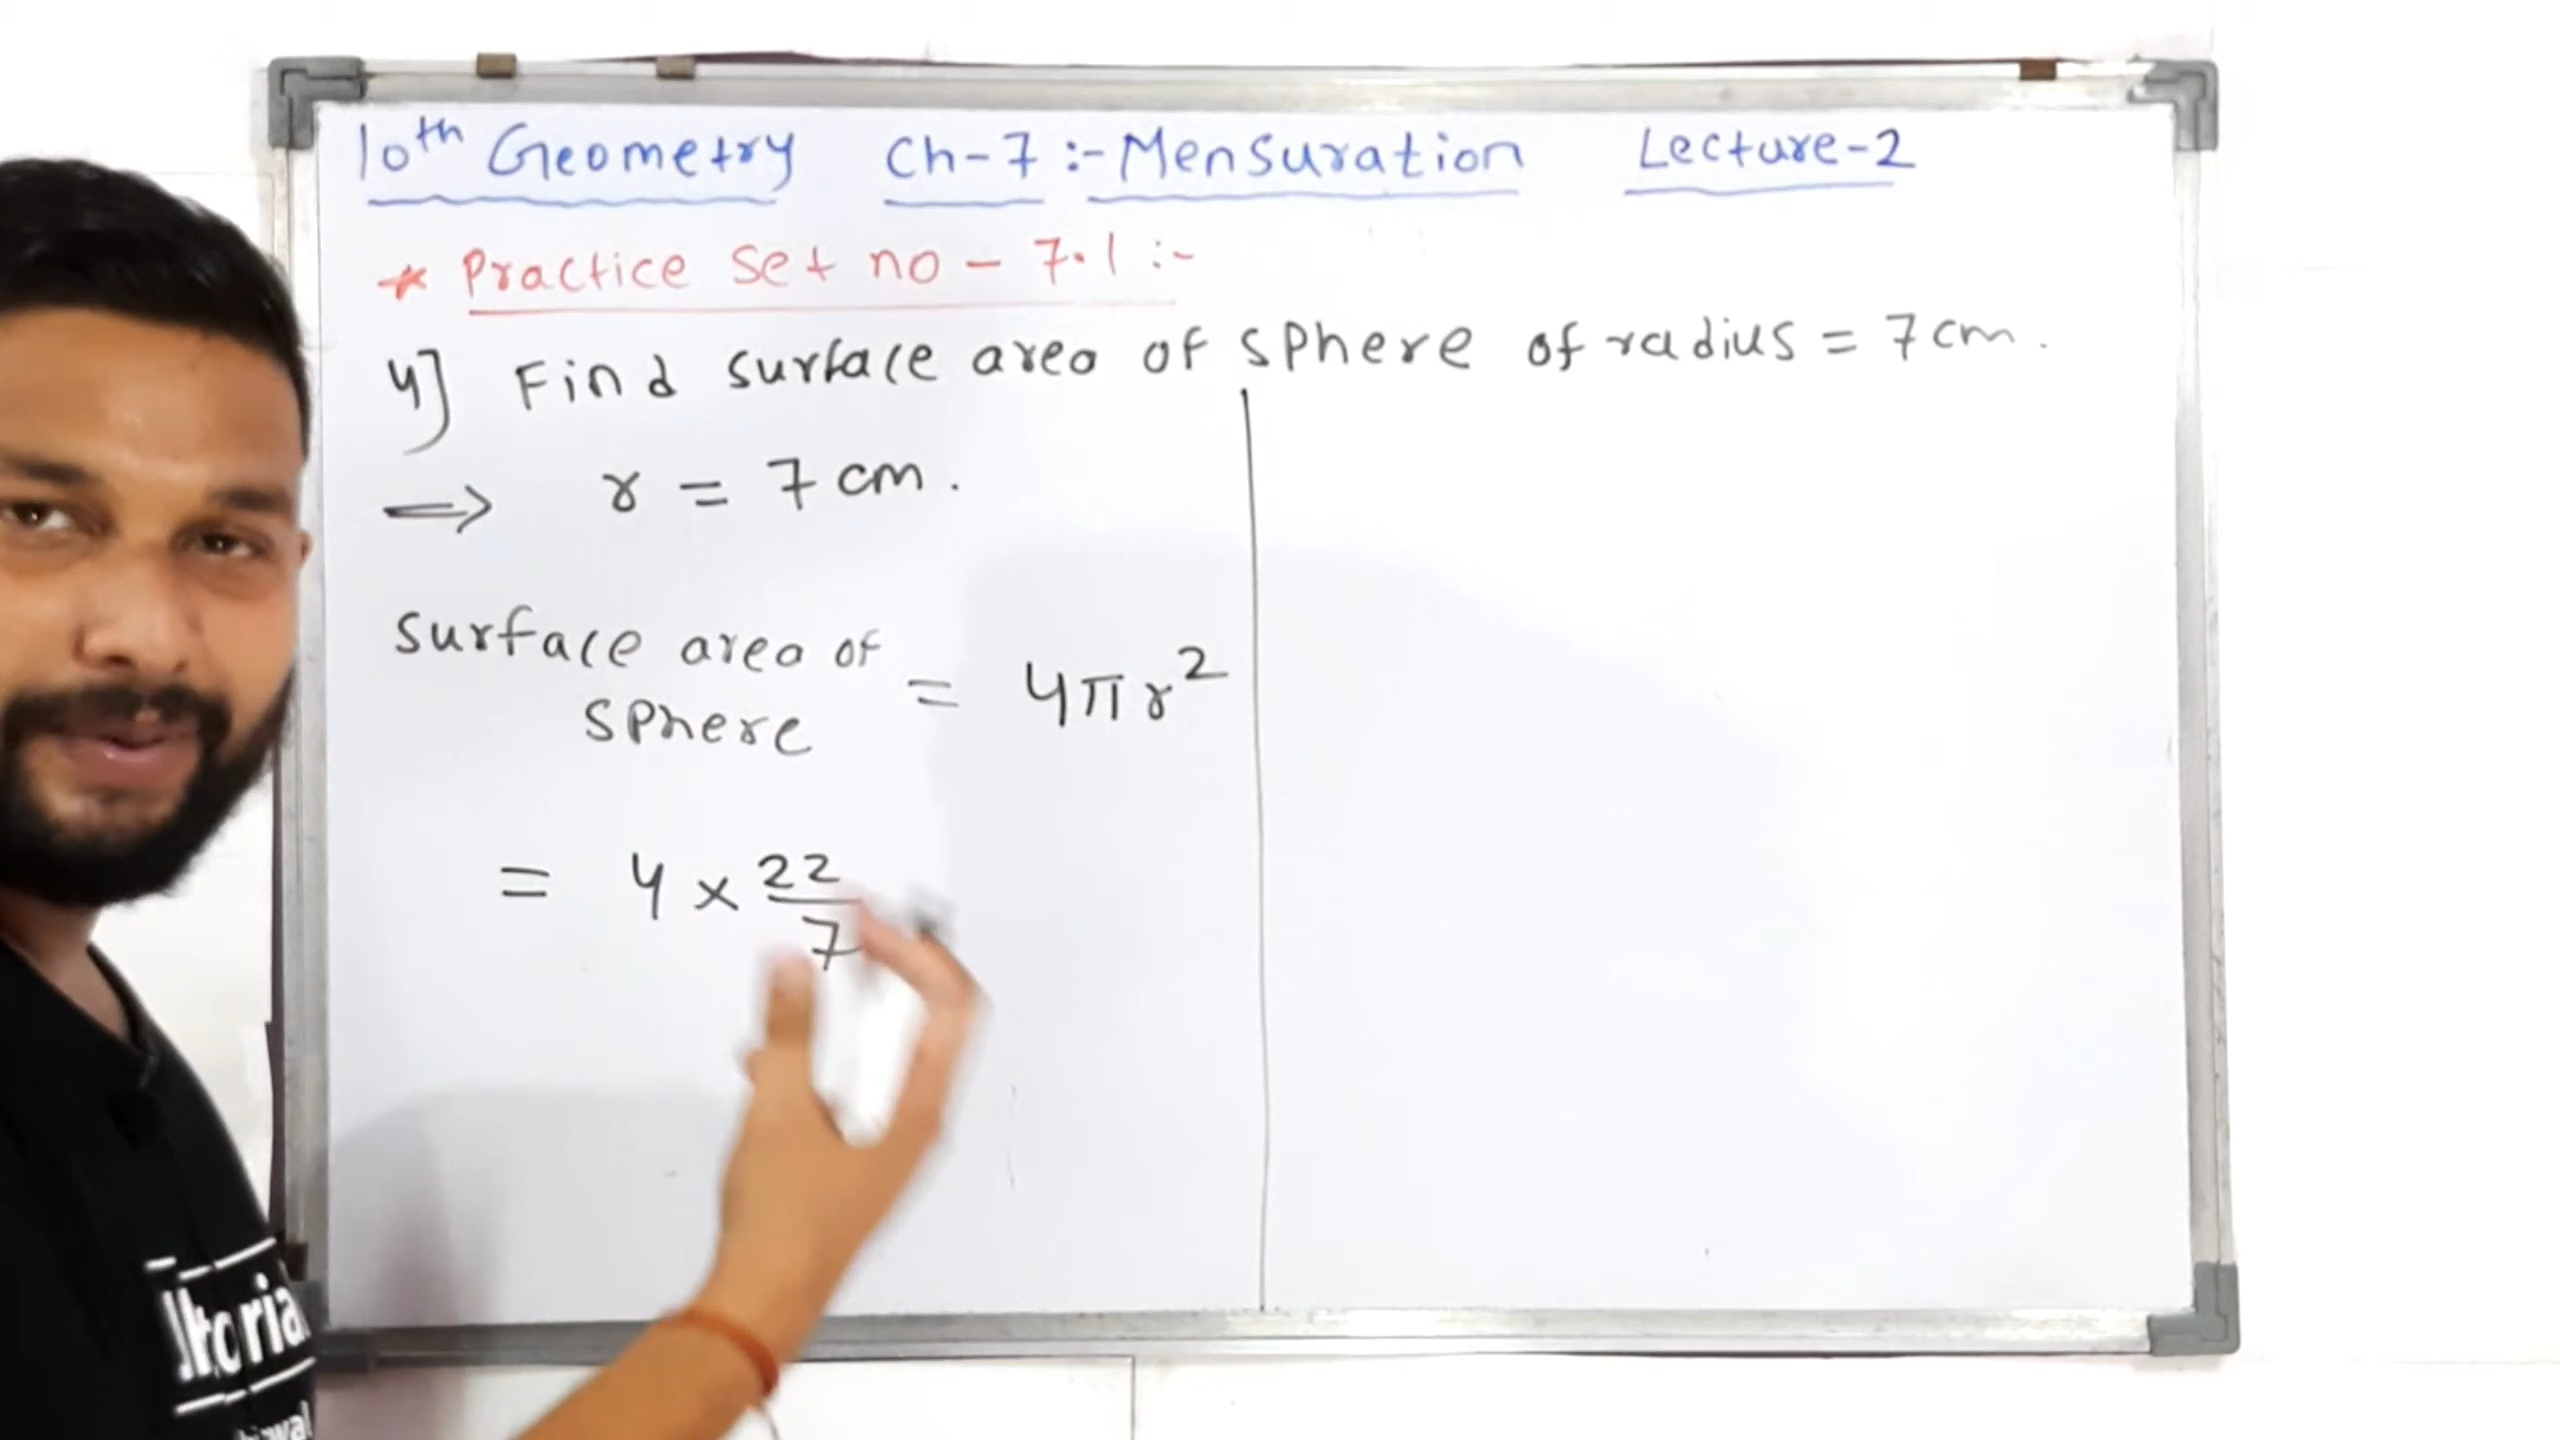 10th Geometry Ch-7 :- Mensuration Lecture-2
* Practice Set no - 7.1 :-
4] Find surface area of sphere of radius = 7 cm.
⇒ r = 7 cm.
surface area of
sphere = 4πr²
= 4 × 22/7